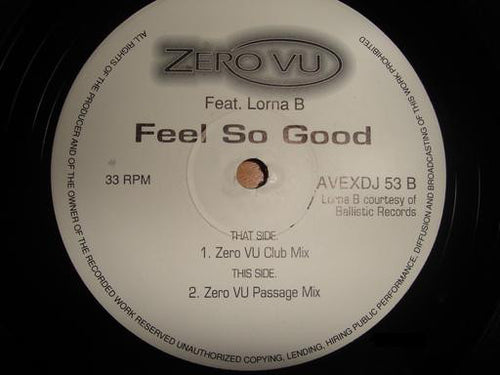 ZERO VU
Feat. Lorna B
Feel So Good
33 RPM
AVEXDJ 53 B
Lorna B courtesy of
Ballistic Records
THAT SIDE.
1. Zero VU Club Mix
THIS SIDE.
2. Zero VU Passage Mix
ALL RIGHTS OF THE PRODUCER AND OF THE OWNER OF THE RECORDED WORK RESERVED UNAUTHORIZED COPYING, LENDING, HIRING PUBLIC PERFORMANCE, DIFFUSION AND BROADCASTING OF THIS WORK PROHIBITED